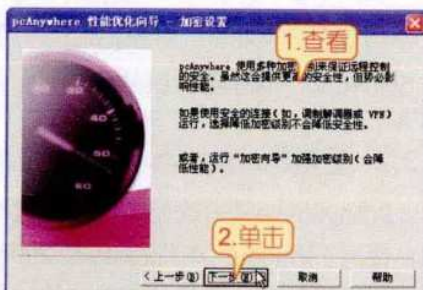 pcAnywhere 性能优化向导 - 加密设置
1.查看
pcAnywhere 使用多种加密级别来保证远程控制
的安全。虽然这会提供更高的安全性，但势必影
响性能。
如果使用安全的连接(如，调制解调器或 VPN)
运行，选择降低加密级别不会降低安全性。
或者，运行“加密向导”加强加密级别(会降
低性能)。
40
50
60
2.单击
<上一步(B) 下一步(N)> 取消 帮助